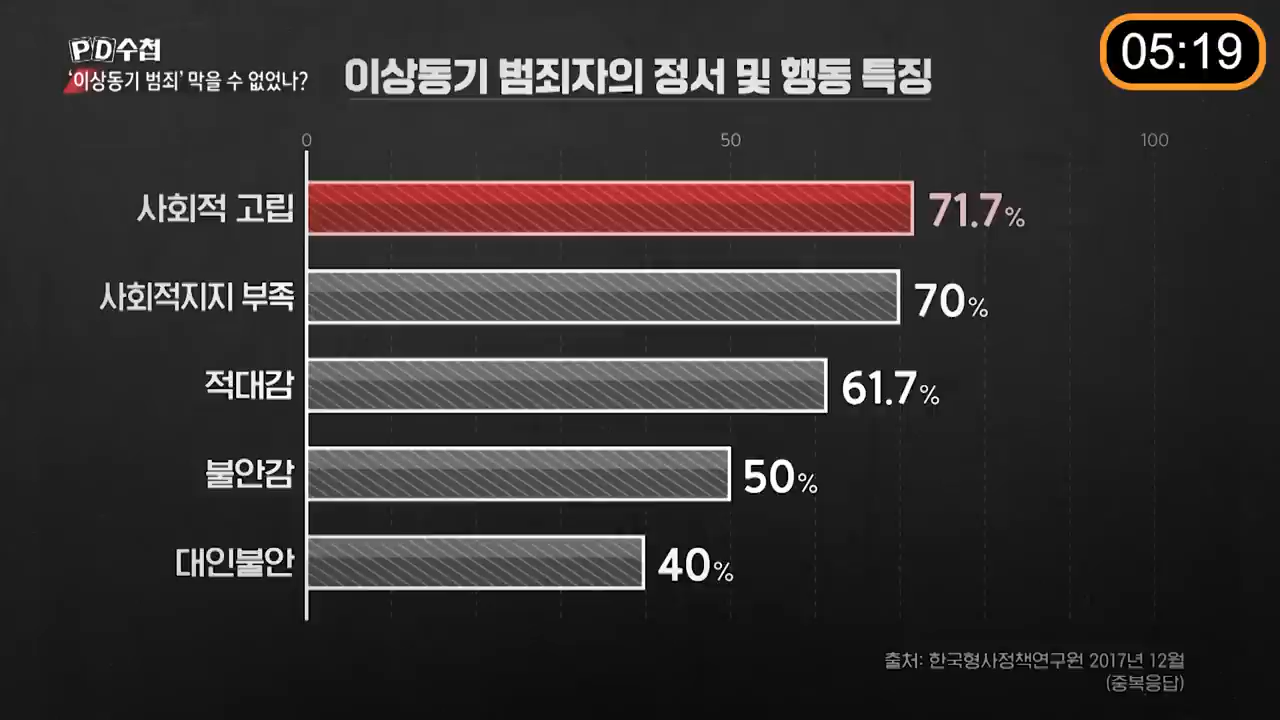 PD수첩
'이상동기 범죄' 막을 수 없었나?
이상동기 범죄자의 정서 및 행동 특징
05:19
0 50 100
사회적 고립 71.7%
사회적지지 부족 70%
적대감 61.7%
불안감 50%
대인불안 40%
출처: 한국형사정책연구원 2017년 12월
(중복응답)